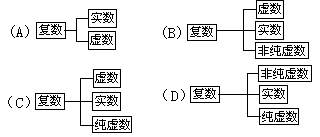 (A) 复数 实数
虚数
(B) 复数 虚数
实数
非纯虚数
(C) 复数 虚数
实数
纯虚数
(D) 复数 非纯虚数
实数
纯虚数